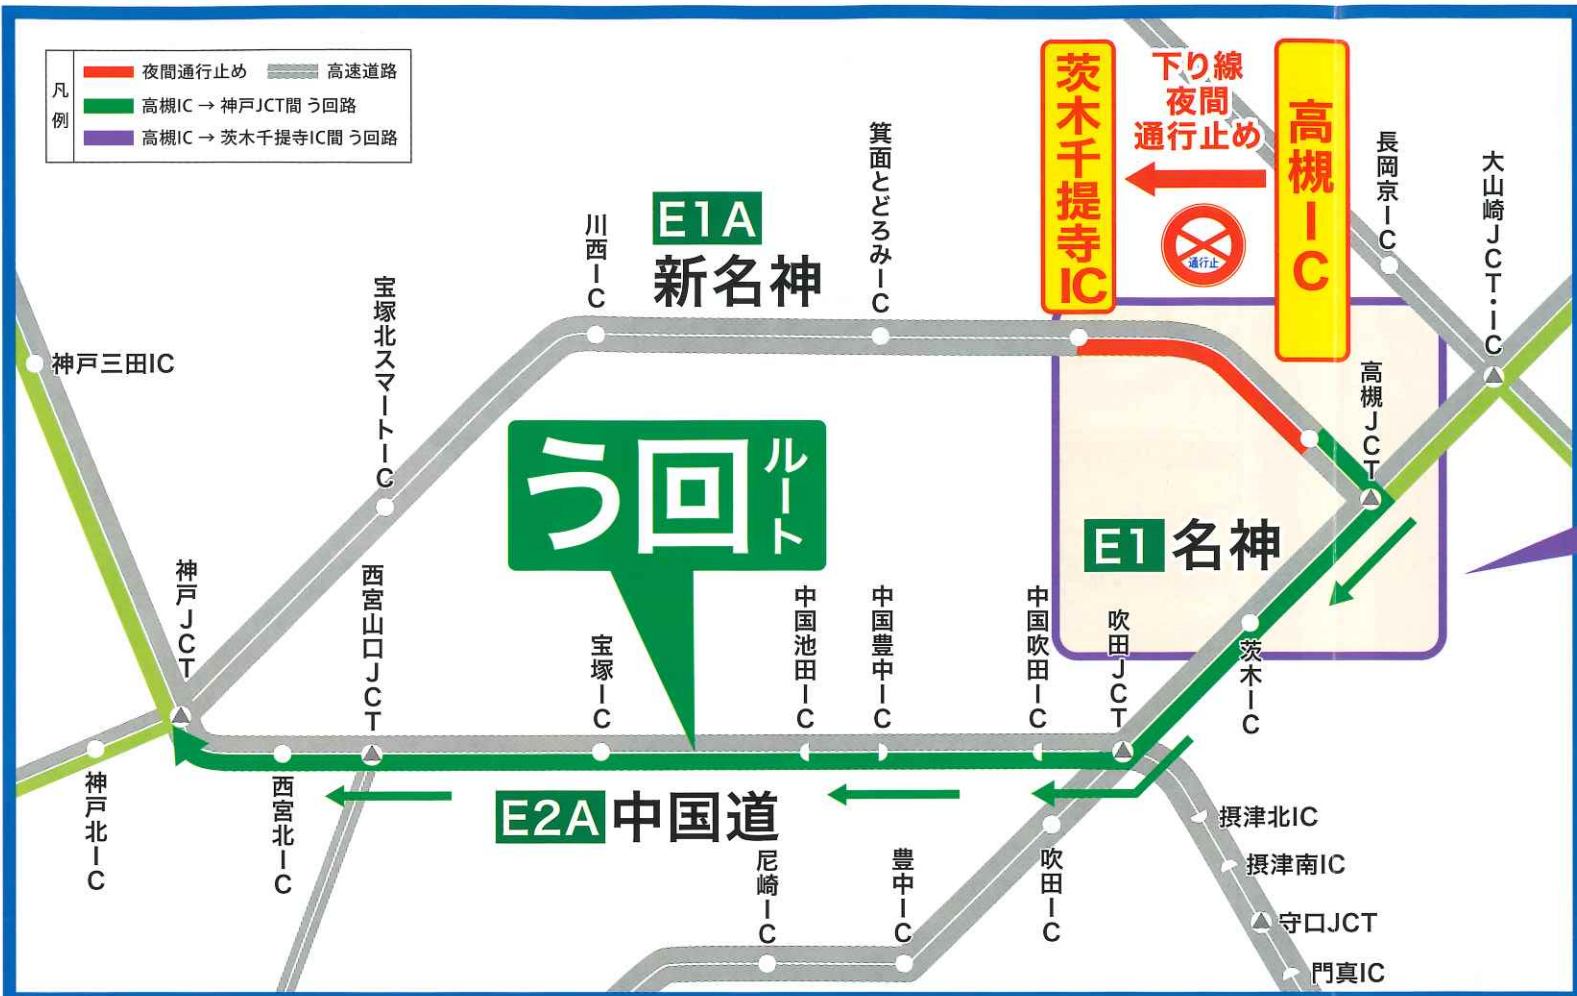 凡例
夜間通行止め
高速道路
高槻IC → 神戸JCT間 う回路
高槻IC → 茨木千提寺IC間 う回路
茨木千提寺IC
下り線
夜間
通行止め
高槻IC
通行止
長岡京IC
大山崎JCT・IC
箕面とどろみIC
E1A
新名神
川西IC
宝塚北スマートIC
神戸三田IC
高槻JCT
う回
ルート
E1 名神
神戸JCT
西宮山口JCT
宝塚IC
中国池田IC
中国豊中IC
中国吹田IC
吹田JCT
茨木IC
神戸北IC
西宮北IC
E2A 中国道
尼崎IC
豊中IC
吹田IC
摂津北IC
摂津南IC
守口JCT
門真IC